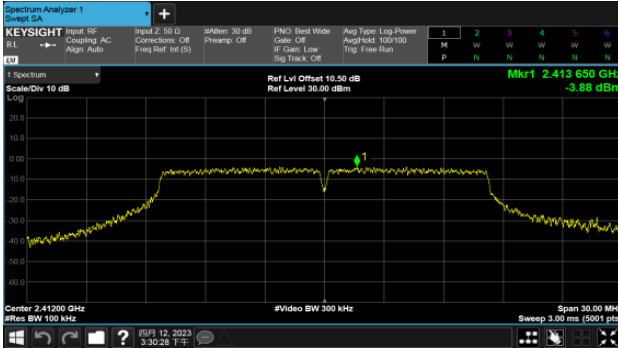 Spectrum Analyzer 1
Swept SA
KEYSIGHT
RL
LXI
Input: RF
Coupling: AC
Align: Auto
Input Z: 50 Ω
Corrections: Off
Freq Ref: Int (S)
#Atten: 30 dB
Preamp: Off
PNO: Best Wide
Gate: Off
IF Gain: Low
Sig Track: Off
Avg Type: Log-Power
Avg|Hold: 100/100
Trig: Free Run
1 2 3 4 5 6
M W W W W W
P N N N N N
1 Spectrum
Scale/Div 10 dB
Ref Lvl Offset 10.50 dB
Ref Level 30.00 dBm
Mkr1 2.413 650 GHz
-3.88 dBm
Log
20.0
10.0
0.00
1
-10.0
-20.0
-30.0
-40.0
-50.0
-60.0
Center 2.41200 GHz
#Res BW 100 kHz
#Video BW 300 kHz
Span 30.00 MH
Sweep 3.00 ms (5001 pts
?
四月 12, 2023
3:30:28 下午